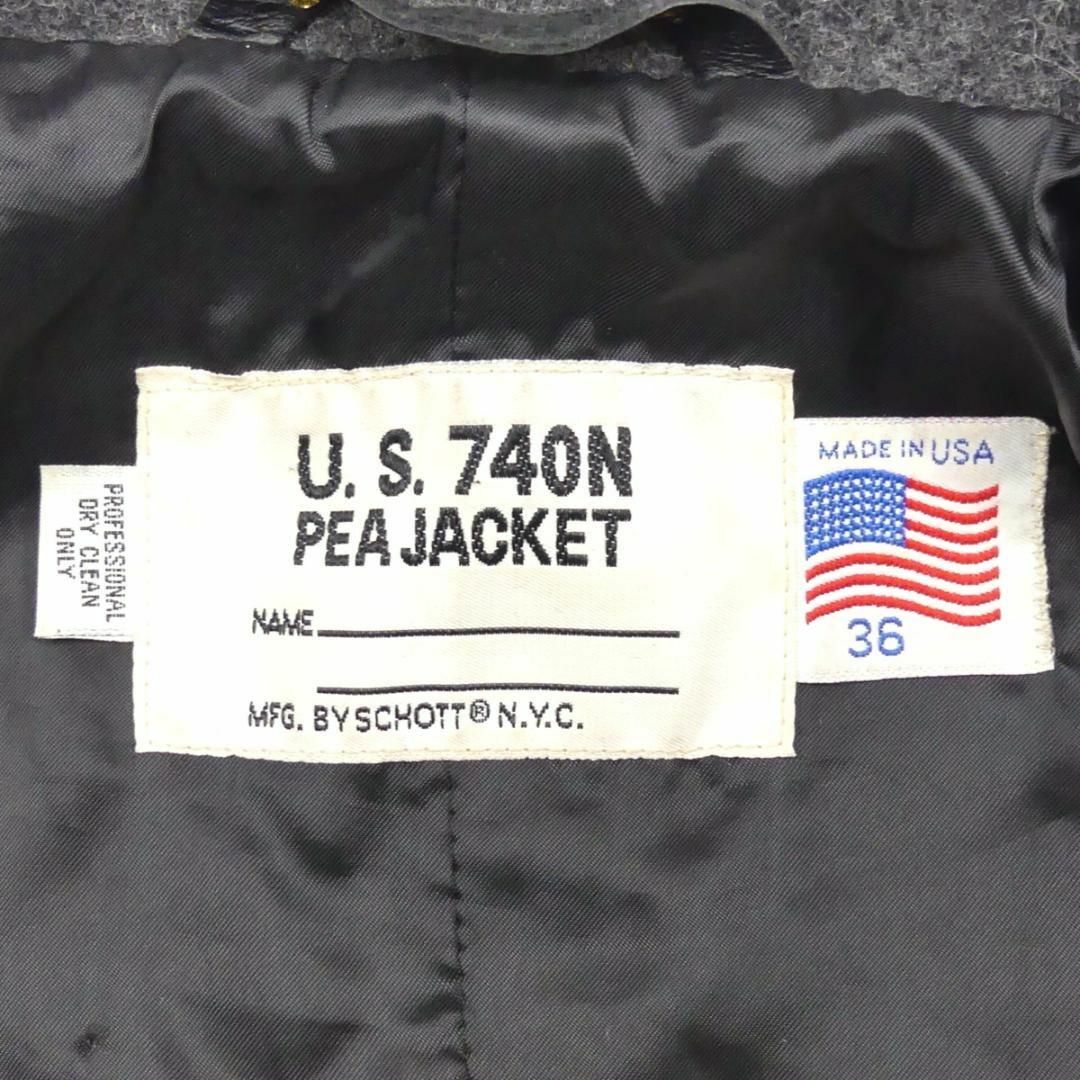 U. S. 740N
PEA JACKET
NAME
MFG. BY SCHOTT® N.Y.C.
PROFESSIONAL
DRY CLEAN
ONLY
MADE IN USA
36